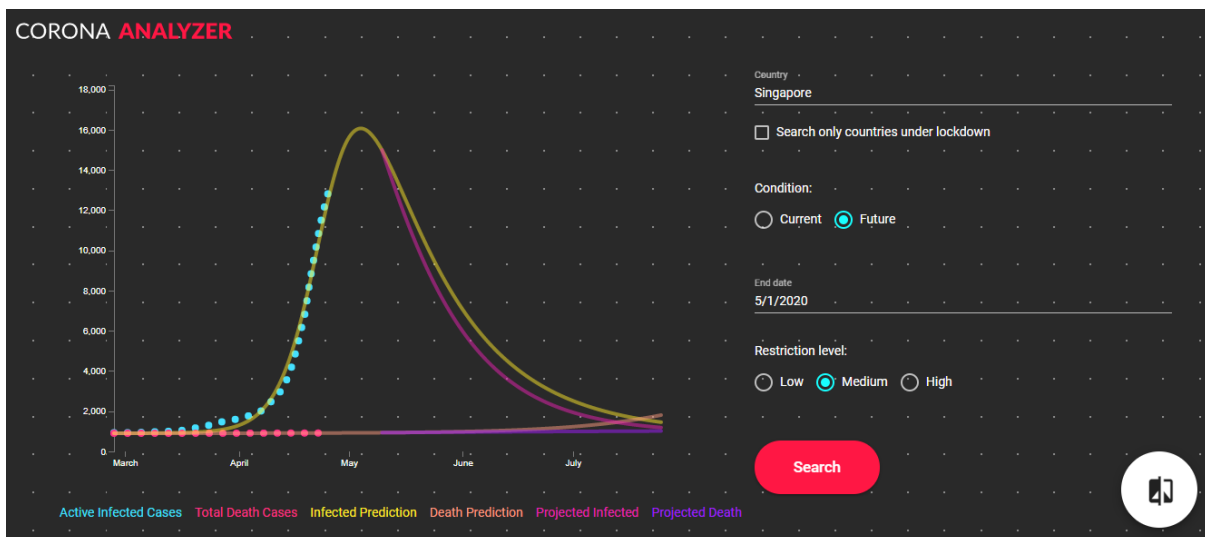 CORONA ANALYZER
18,000
16,000
14,000
12,000
10,000
8,000
6,000
4,000
2,000
0
March April May June July
Active Infected Cases Total Death Cases Infected Prediction Death Prediction Projected Infected Projected Death
Country
Singapore
Search only countries under lockdown
Condition:
Current Future
End date
5/1/2020
Restriction level:
Low Medium High
Search